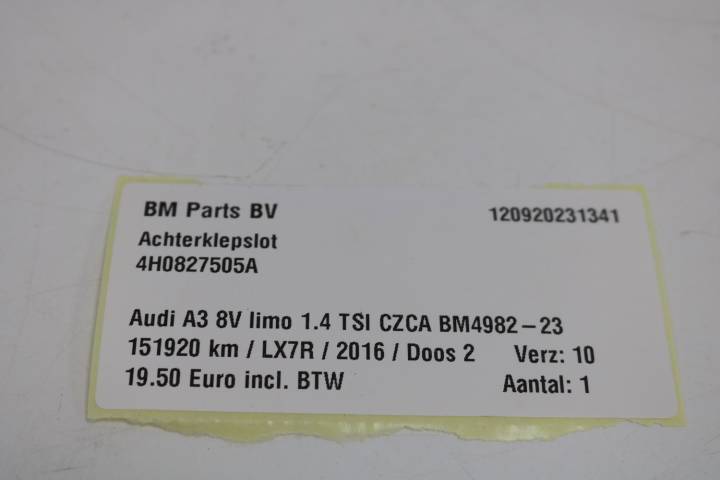 BM Parts BV 120920231341
Achterklepslot
4H0827505A
Audi A3 8V limo 1.4 TSI CZCA BM4982-23
151920 km / LX7R / 2016 / Doos 2 Verz: 10
19.50 Euro incl. BTW Aantal: 1